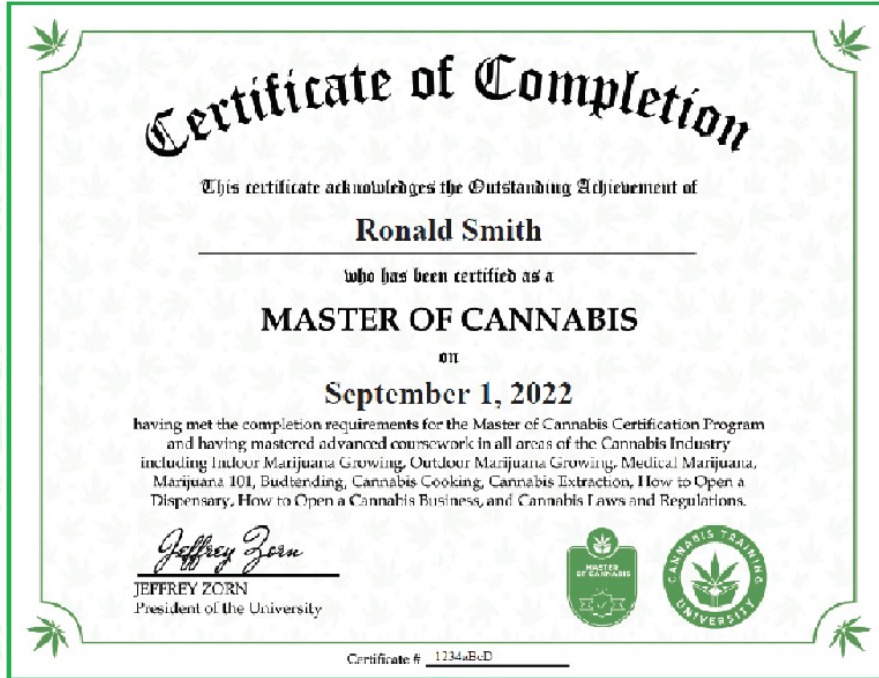 Certificate of Completion
This certificate acknowledges the Outstanding Achievement of
Ronald Smith
who has been certified as a
MASTER OF CANNABIS
on
September 1, 2022
having met the completion requirements for the Master of Cannabis Certification Program
and having mastered advanced coursework in all areas of the Cannabis Industry
including Indoor Marijuana Growing, Outdoor Marijuana Growing, Medical Marijuana,
Marijuana 101, Budtending, Cannabis Cooking, Cannabis Extraction, How to Open a
Dispensary, How to Open a Cannabis Business, and Cannabis Laws and Regulations.
Jeffrey Zorn
JEFFREY ZORN
President of the University
MASTER
OF CANNABIS
CANNABIS TRAINING
UNIVERSITY
Certificate # 1234aBcD